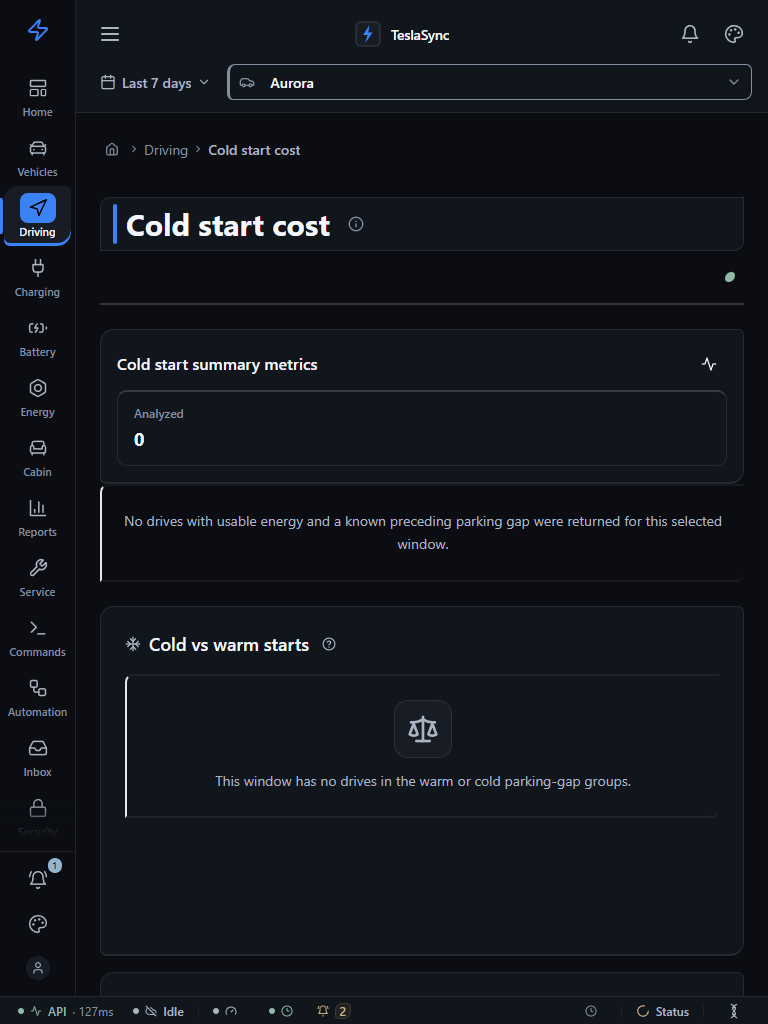 TeslaSync
Last 7 days
Aurora
Home
Vehicles
Driving
Charging
Battery
Energy
Cabin
Reports
Service
Commands
Automation
Inbox
Security
1
Driving
Cold start cost
Cold start cost
Cold start summary metrics
Analyzed
0
No drives with usable energy and a known preceding parking gap were returned for this selected
window.
Cold vs warm starts
This window has no drives in the warm or cold parking-gap groups.
API · 127ms
Idle
2
Status